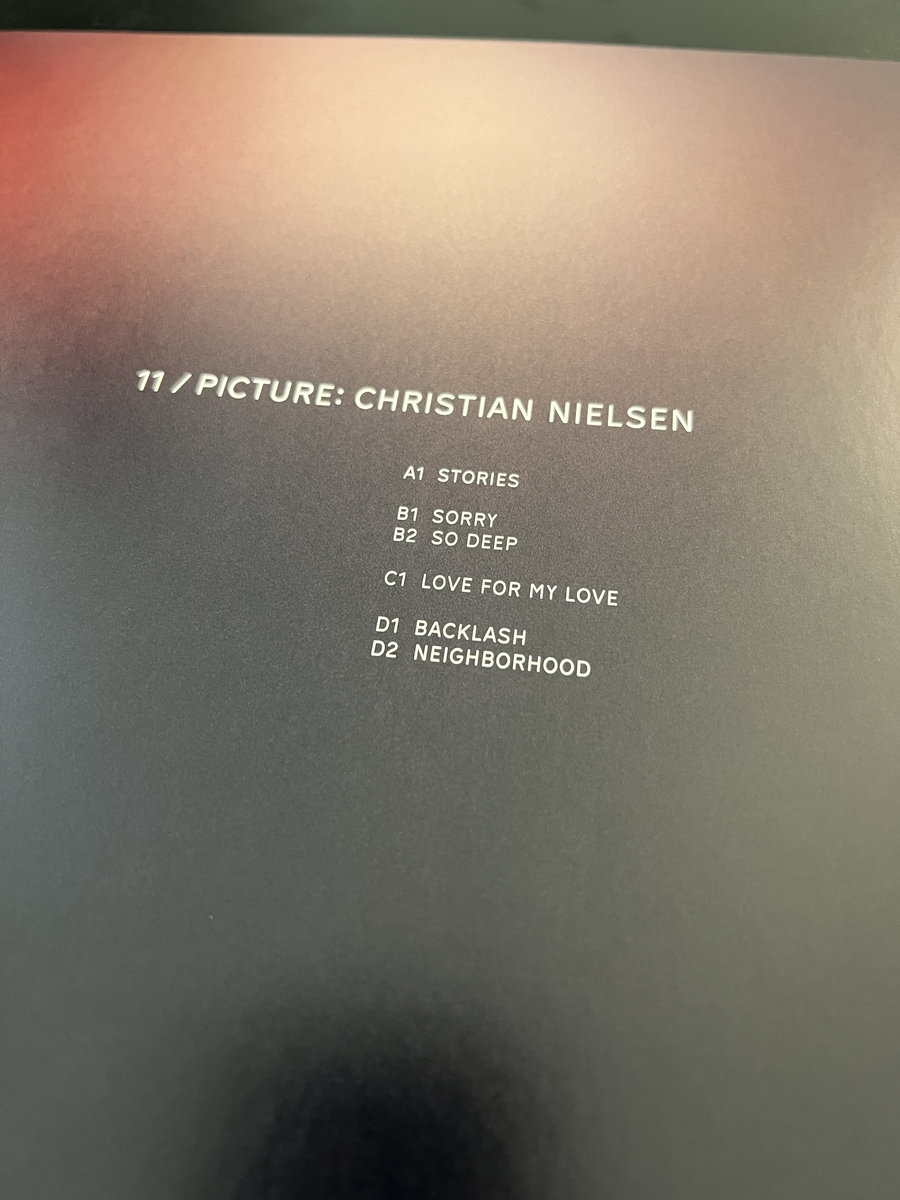 11 / PICTURE: CHRISTIAN NIELSEN
A1 STORIES
B1 SORRY
B2 SO DEEP
C1 LOVE FOR MY LOVE
D1 BACKLASH
D2 NEIGHBORHOOD